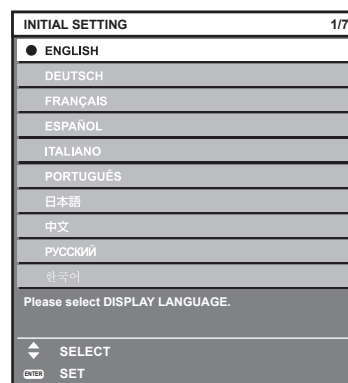 INITIAL SETTING 1/7
ENGLISH
DEUTSCH
FRANÇAIS
ESPAÑOL
ITALIANO
PORTUGUÊS
日本語
中文
РУССКИЙ
한국어
Please select DISPLAY LANGUAGE.
SELECT
ENTER SET